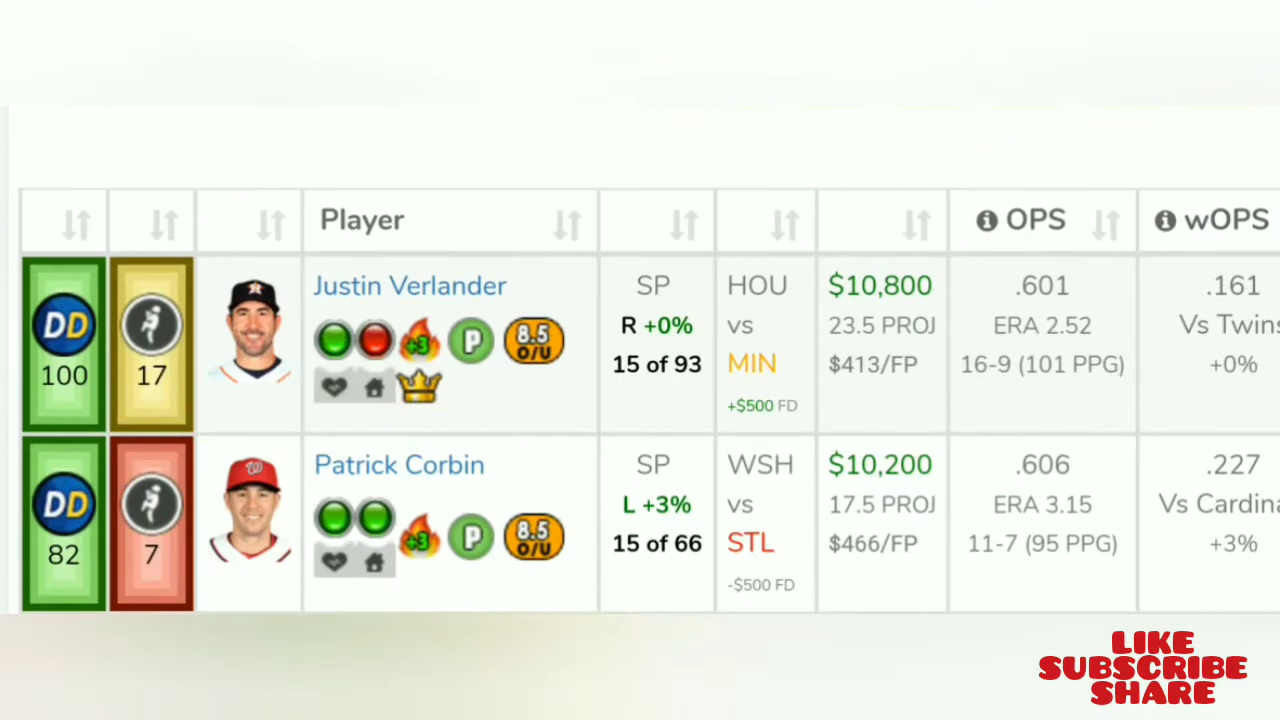 Player
OPS
wOPS
DD
100
17
Justin Verlander
+3
P
8.5
O/U
SP
R +0%
15 of 93
HOU
vs
MIN
+$500 FD
$10,800
23.5 PROJ
$413/FP
.601
ERA 2.52
16-9 (101 PPG)
.161
Vs Twins
+0%
DD
82
7
W
Patrick Corbin
+3
P
8.5
O/U
SP
L +3%
15 of 66
WSH
vs
STL
-$500 FD
$10,200
17.5 PROJ
$466/FP
.606
ERA 3.15
11-7 (95 PPG)
.227
Vs Cardina
+3%
LIKE
SUBSCRIBE
SHARE